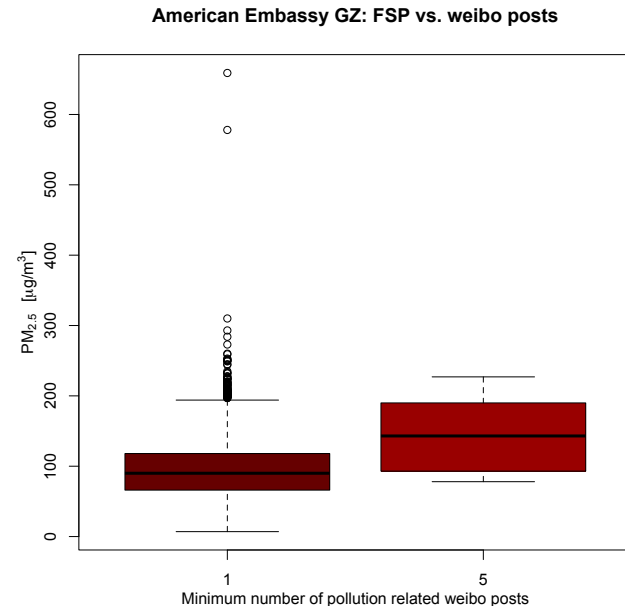 American Embassy GZ: FSP vs. weibo posts
PM2.5 [μg/m³]
600
500
400
300
200
100
0
1 5
Minimum number of pollution related weibo posts